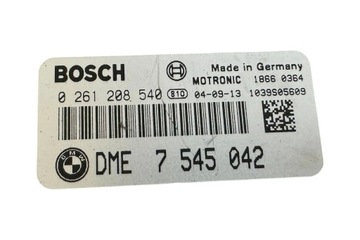 BOSCH
Made in Germany
MOTRONIC 1866 0364
0 261 208 540 810 04-09-13 1039S05609
BMW DME 7 545 042